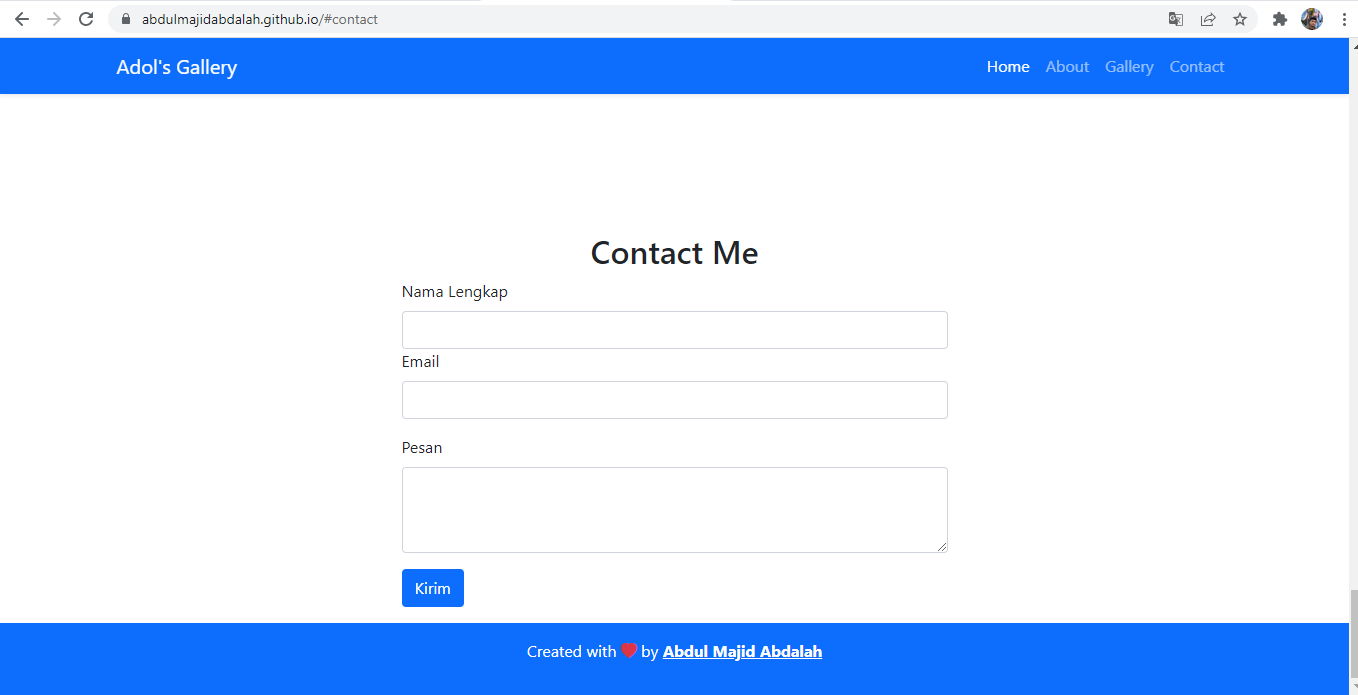 abdulmajidabdalah.github.io/#contact
Adol's Gallery Home About Gallery Contact
Contact Me
Nama Lengkap
Email
Pesan
Kirim
Created with ❤️ by Abdul Majid Abdalah